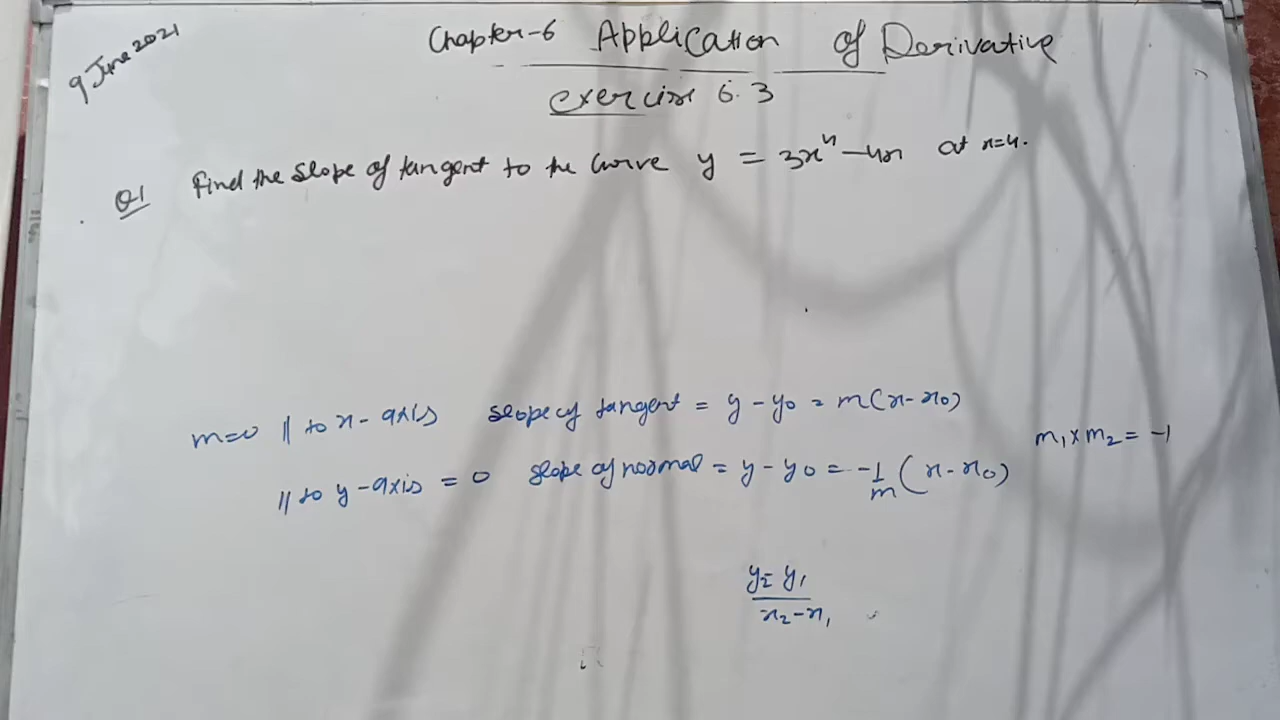 9 June 2021
Chapter-6 Application of Derivative
exercise 6.3
Q1 Find the slope of tangent to the curve y = 3x⁴ - 4x at x=4.
m=0 || to x-axis slope of tangent = y - y₀ = m(x - x₀)
m₁ x m₂ = -1
|| to y-axis = 0 slope of normal = y - y₀ = -1/m (x - x₀)
y₂ - y₁
x₂ - x₁